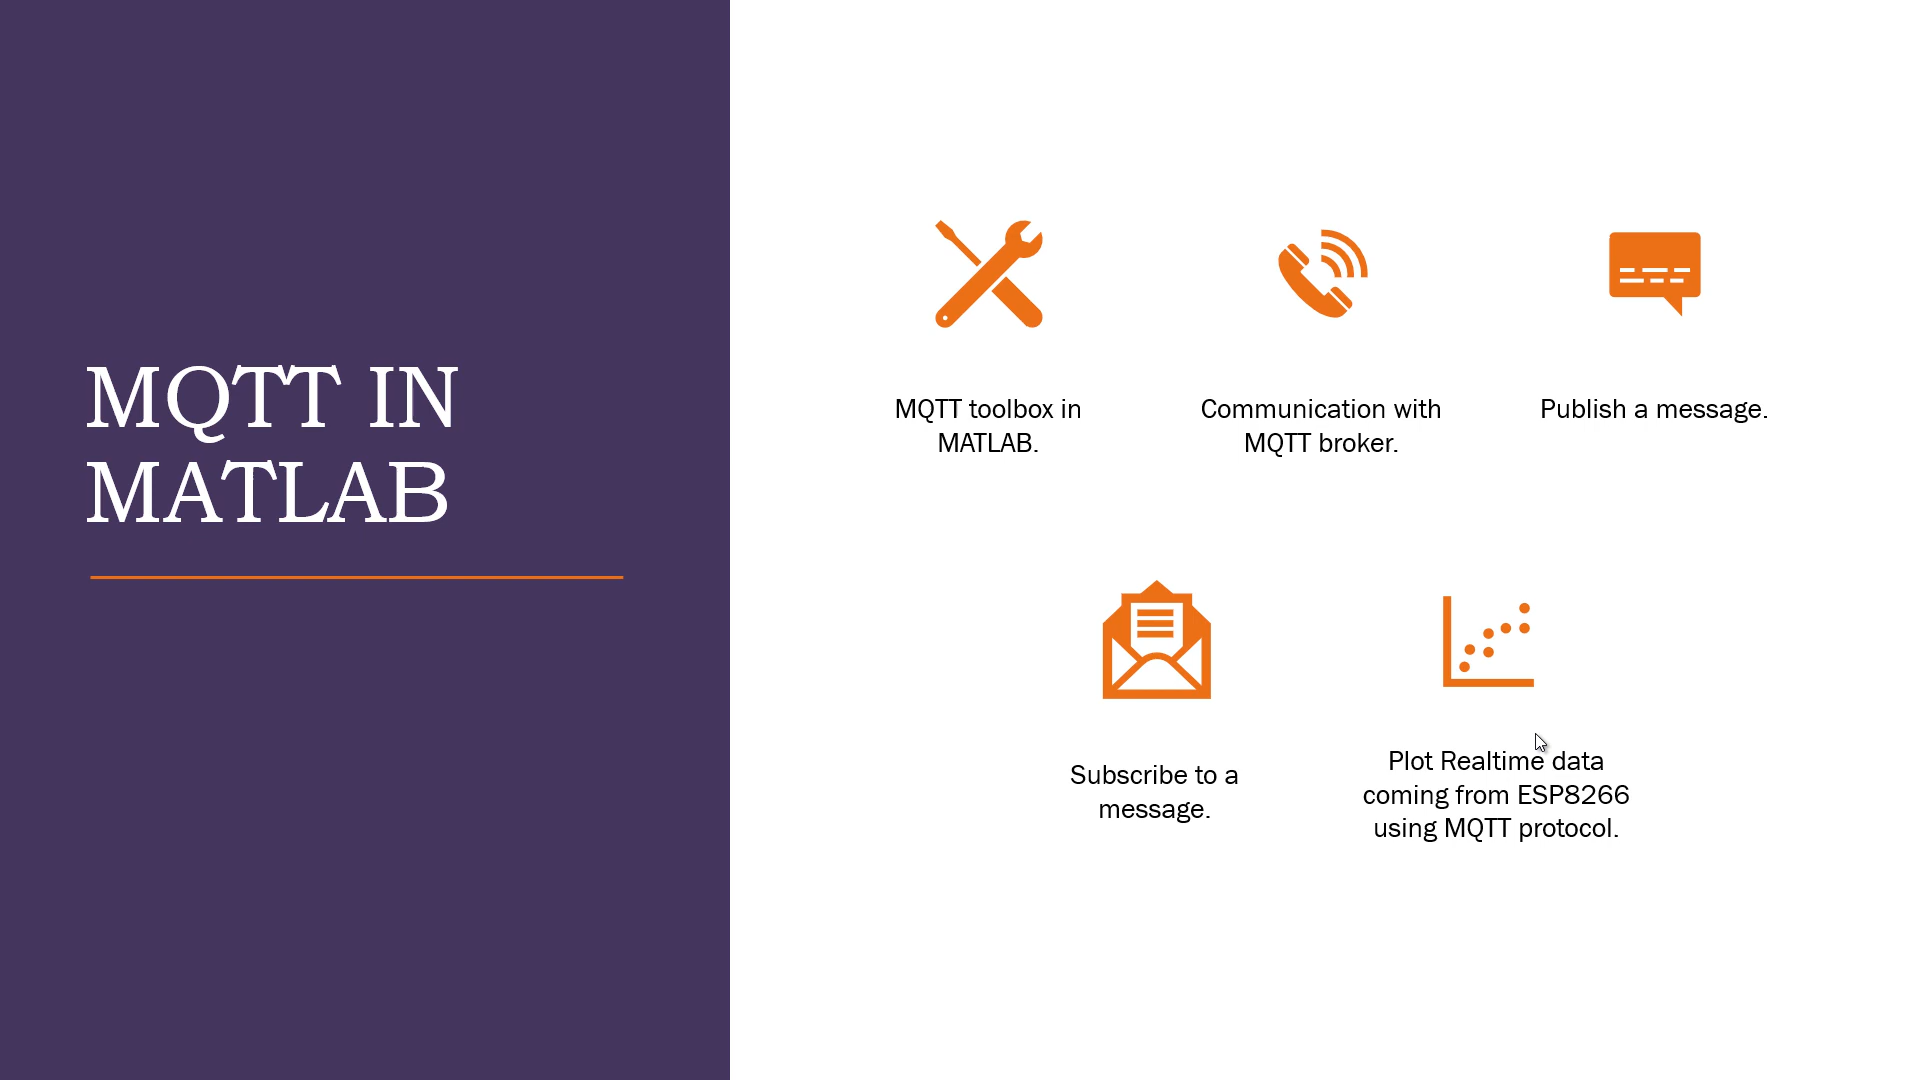 MQTT IN
MATLAB
MQTT toolbox in
MATLAB.
Communication with
MQTT broker.
Publish a message.
Subscribe to a
message.
Plot Realtime data
coming from ESP8266
using MQTT protocol.